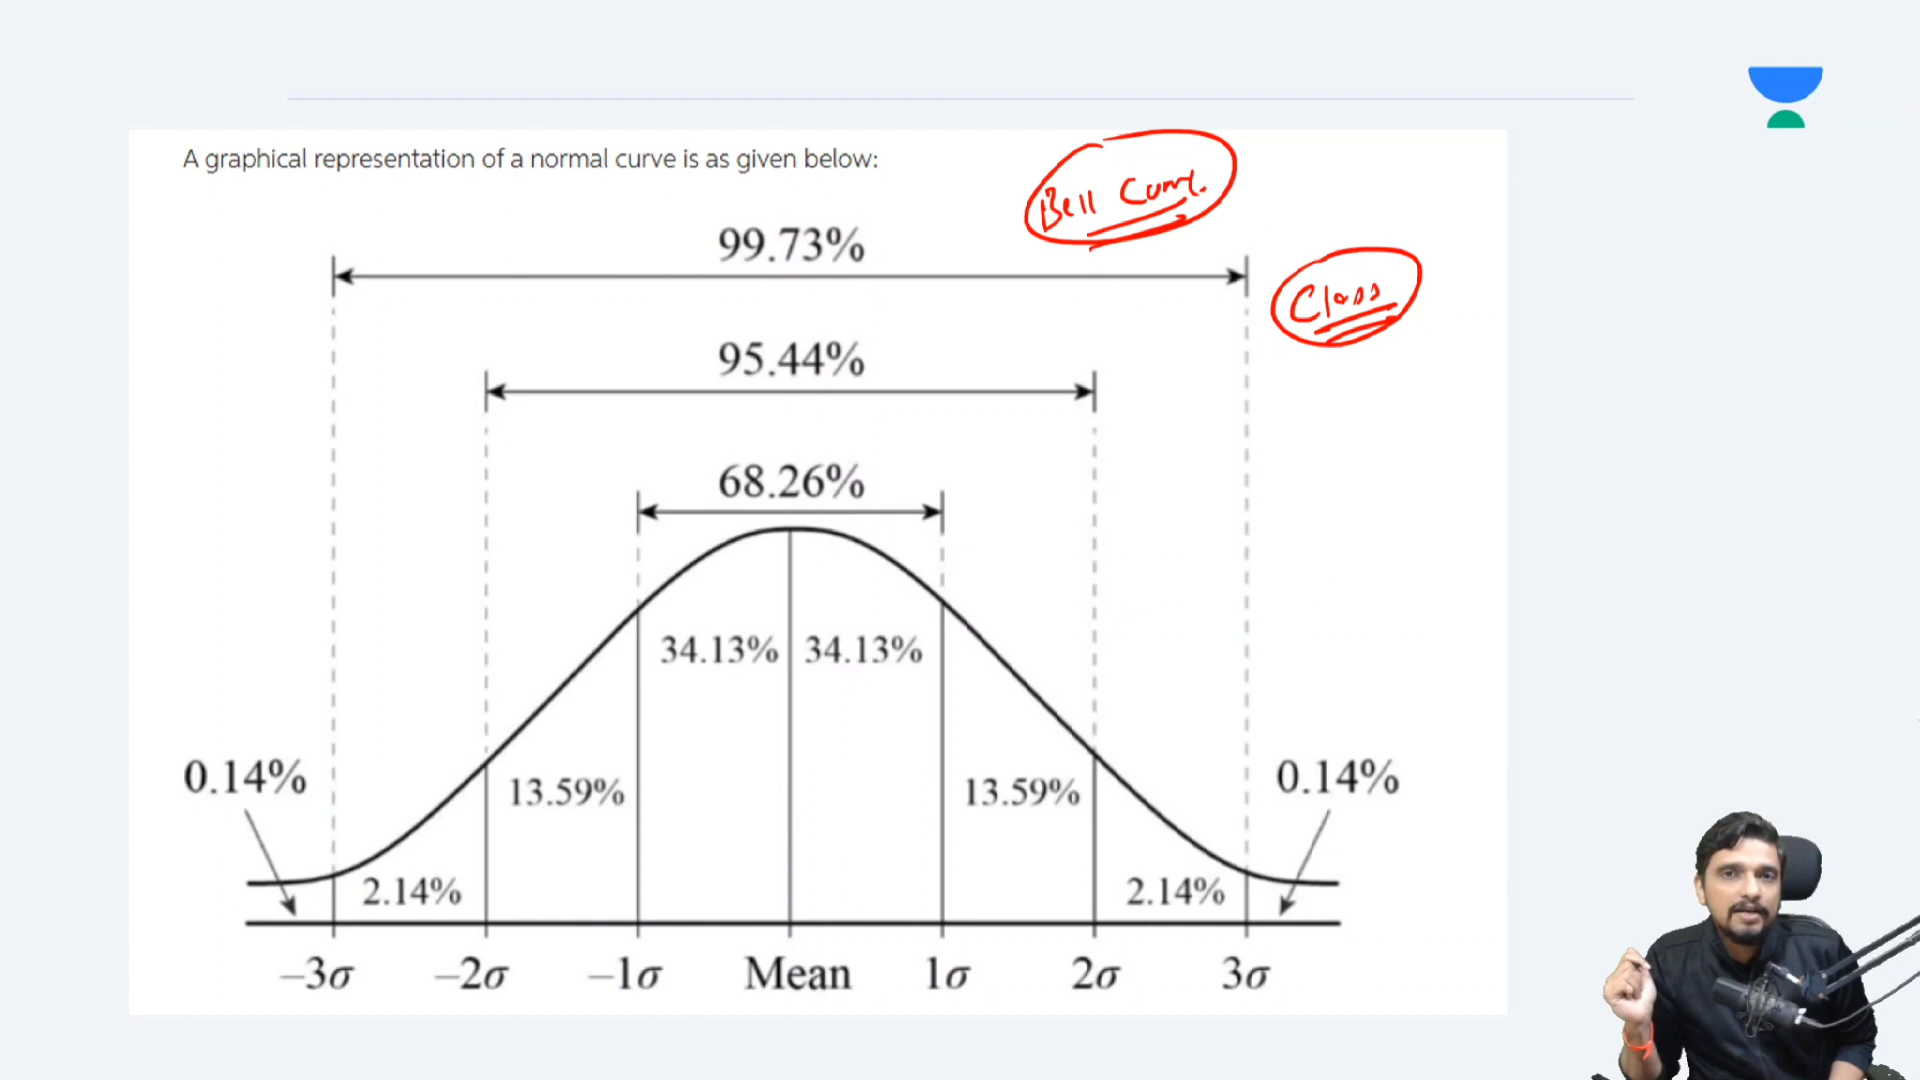 A graphical representation of a normal curve is as given below:
Bell Curve.
99.73%
Class
95.44%
68.26%
34.13% 34.13%
0.14% 13.59% 13.59% 0.14%
2.14% 2.14%
–3σ –2σ –1σ Mean 1σ 2σ 3σ